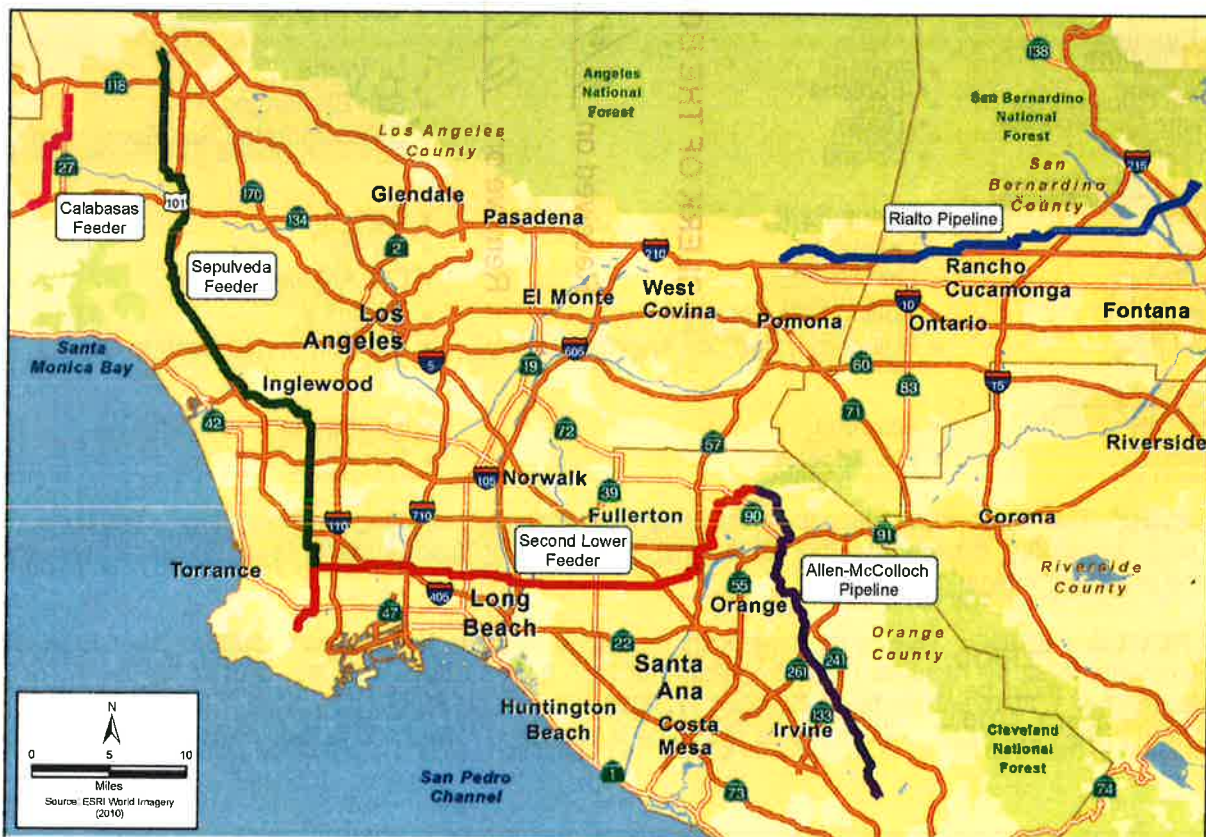 138
Angeles
National
Forest
San Bernardino
National
Forest
118
Los Angeles
County
215
San
Bernardino
County
27
170
Glendale
Calabasas
Feeder
101
134
Pasadena
Rialto Pipeline
2
210
Sepulveda
Feeder
Rancho
Cucamonga
West
Covina
El Monte
10
Los
Angeles
Pomona
Ontario
Fontana
Santa
Monica Bay
5
19
605
60
83
15
Inglewood
42
71
72
57
Riverside
105
Norwalk
39
Fullerton
90
110
710
Second Lower
Feeder
91
Corona
Torrance
Allen-McColloch
Pipeline
Riverside
County
405
Long
Beach
47
55
Orange
Orange
County
22
Santa
Ana
261
241
Huntington
Beach
Costa
Mesa
Irvine
133
Cleveland
National
Forest
San Pedro
Channel
1
73
74
N
0 5 10
Miles
Source: ESRI World Imagery
(2010)